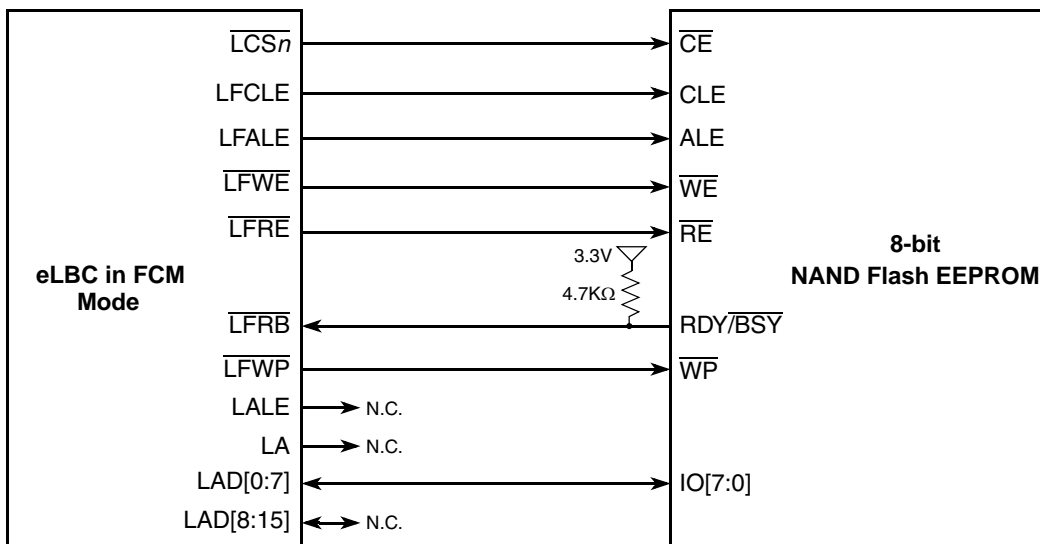 LCSn CE
LFCLE CLE
LFALE ALE
LFWE WE
LFRE RE
3.3V
8-bit
NAND Flash EEPROM
eLBC in FCM
Mode
4.7KΩ
LFRB RDY/BSY
LFWP WP
LALE N.C.
LA N.C.
LAD[0:7] IO[7:0]
LAD[8:15] N.C.